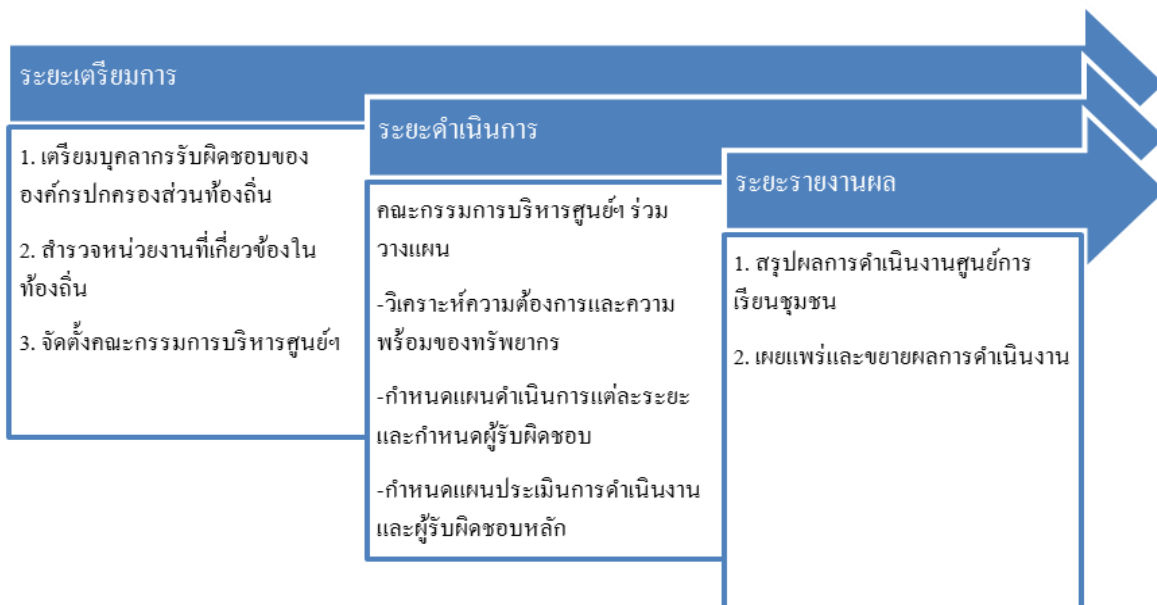 ระยะเตรียมการ
1. เตรียมบุคลากรรับผิดชอบของ
องค์กรปกครองส่วนท้องถิ่น
2. สำรวจหน่วยงานที่เกี่ยวข้องใน
ท้องถิ่น
3. จัดตั้งคณะกรรมการบริหารศูนย์ฯ
ระยะดำเนินการ
คณะกรรมการบริหารศูนย์ฯ ร่วม
วางแผน
-วิเคราะห์ความต้องการและความ
พร้อมของทรัพยากร
-กำหนดแผนดำเนินการแต่ละระยะ
และกำหนดผู้รับผิดชอบ
-กำหนดแผนประเมินการดำเนินงาน
และผู้รับผิดชอบหลัก
ระยะรายงานผล
1. สรุปผลการดำเนินงานศูนย์การ
เรียนชุมชน
2. เผยแพร่และขยายผลการดำเนินงาน